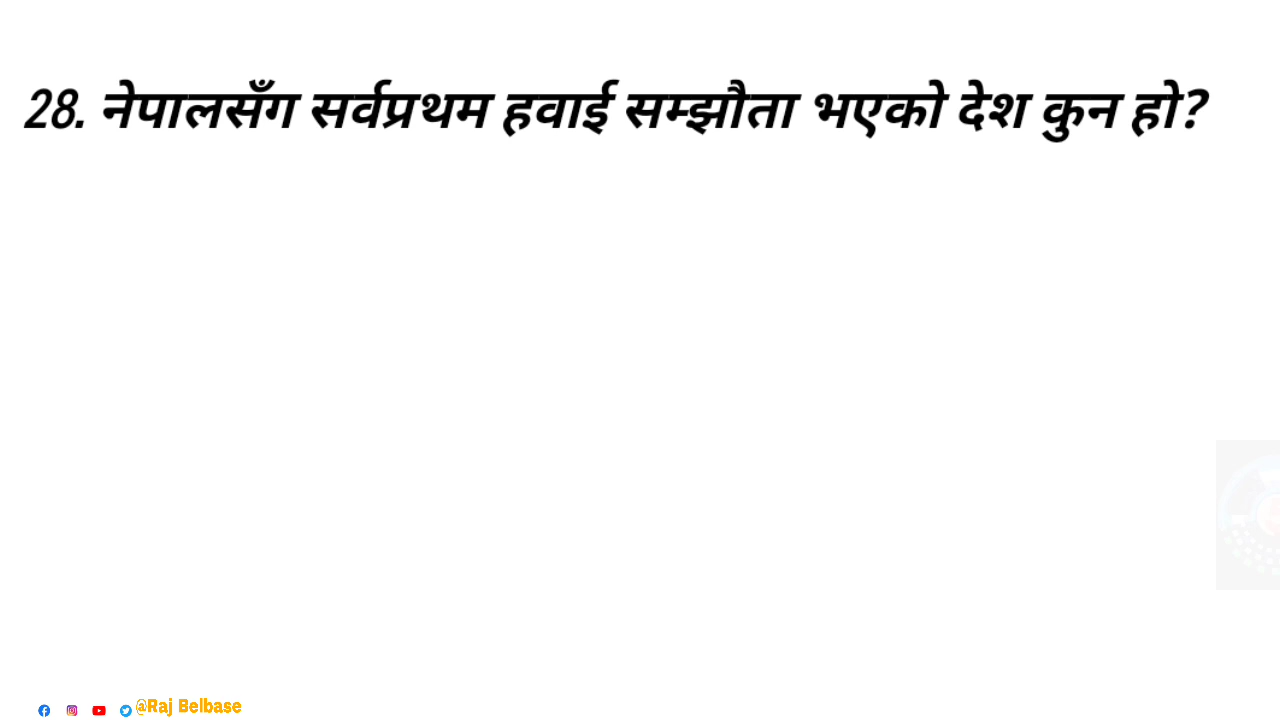 28. नेपालसँग सर्वप्रथम हवाई सम्झौता भएको देश कुन हो?
@Raj Belbase